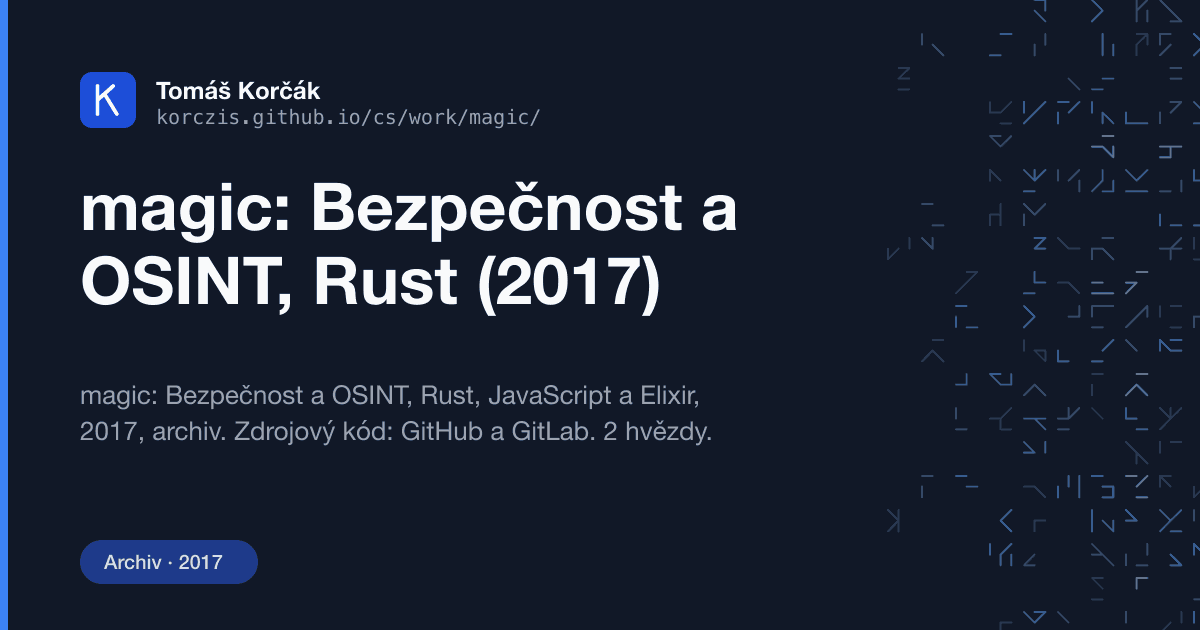 K
Tomáš Korčák
korczis.github.io/cs/work/magic/
magic: Bezpečnost a
OSINT, Rust (2017)
magic: Bezpečnost a OSINT, Rust, JavaScript a Elixir,
2017, archiv. Zdrojový kód: GitHub a GitLab. 2 hvězdy.
Archiv · 2017